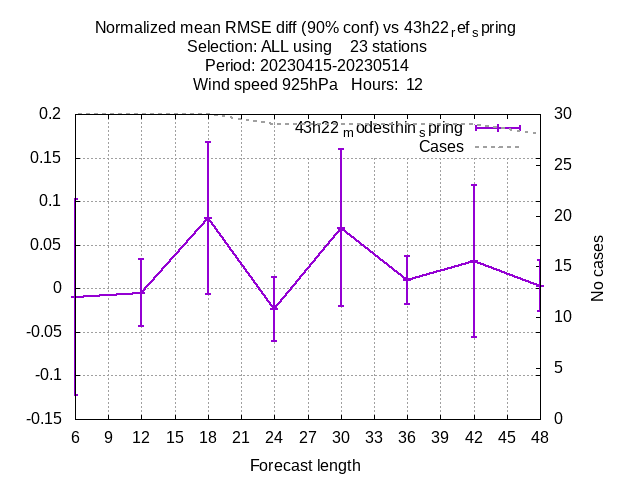 Normalized mean RMSE diff (90% conf) vs 43h22refspring
Selection: ALL using 23 stations
Period: 20230415-20230514
Wind speed 925hPa Hours: 12
43h22modesthinspring
Cases
0.2
0.15
0.1
0.05
0
-0.05
-0.1
-0.15
30
25
20
15
10
5
0
No cases
6 9 12 15 18 21 24 27 30 33 36 39 42 45 48
Forecast length